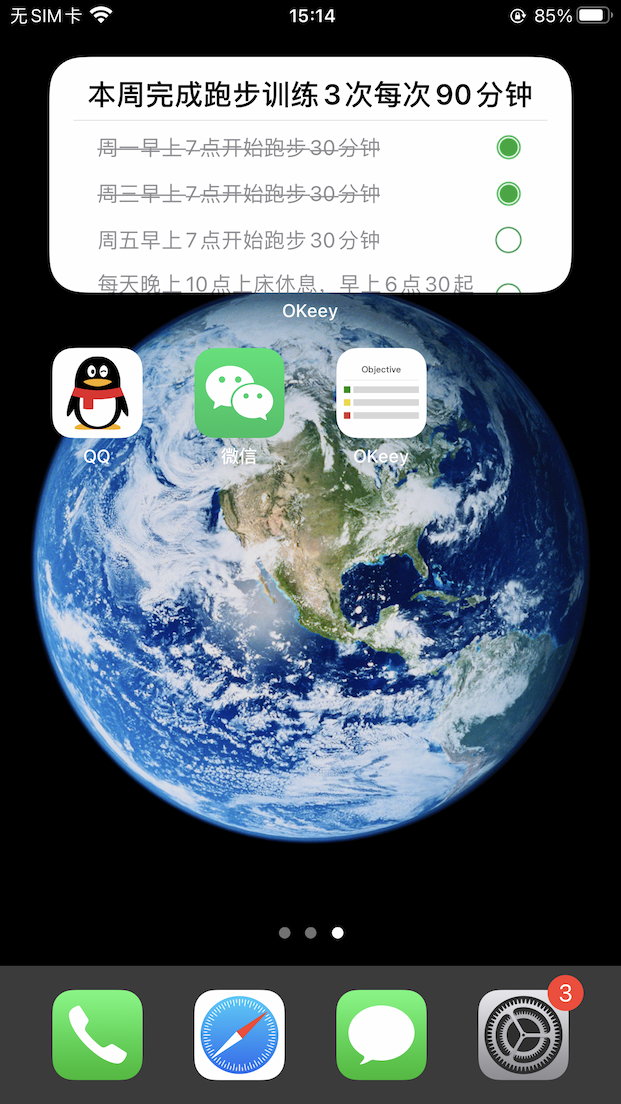 无SIM卡
15:14
85%
本周完成跑步训练3次每次90分钟
周一早上7点开始跑步30分钟
周三早上7点开始跑步30分钟
周五早上7点开始跑步30分钟
每天晚上10点上床休息、早上6点30起
OKeey
Objective
QQ
微信
OKeey
3